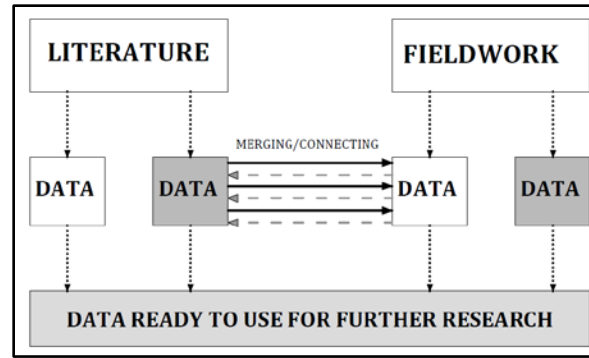 LITERATURE
FIELDWORK
MERGING/CONNECTING
DATA
DATA
DATA
DATA
DATA READY TO USE FOR FURTHER RESEARCH